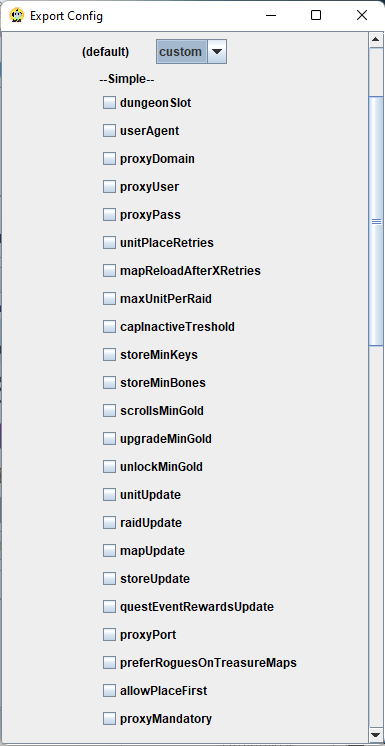 Export Config
(default) custom
--Simple--
dungeonSlot
userAgent
proxyDomain
proxyUser
proxyPass
unitPlaceRetries
mapReloadAfterXRetries
maxUnitPerRaid
capInactiveTreshold
storeMinKeys
storeMinBones
scrollsMinGold
upgradeMinGold
unlockMinGold
unitUpdate
raidUpdate
mapUpdate
storeUpdate
questEventRewardsUpdate
proxyPort
preferRoguesOnTreasureMaps
allowPlaceFirst
proxyMandatory